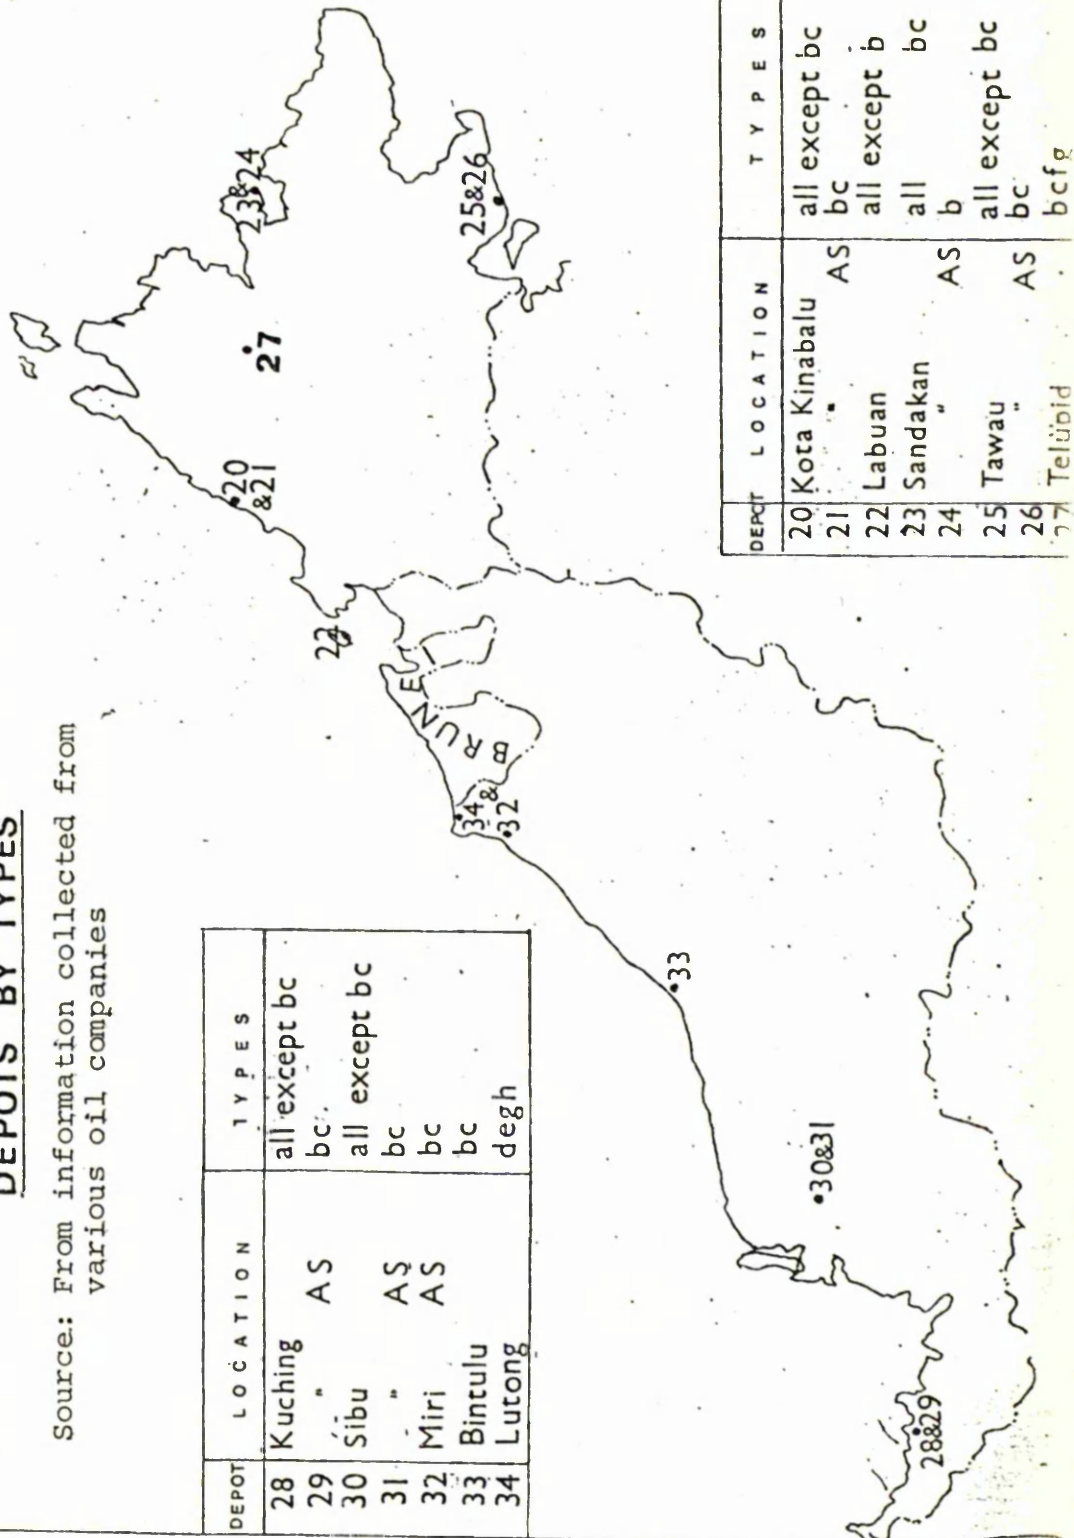 DEPOTS BY TYPES
Source: From information collected from
various oil companies
DEPOT LOCATION TYPES
28 Kuching all except bc
29 " AS bc
30 Sibu all except bc
31 " AS bc
32 Miri AS bc
33 Bintulu bc
34 Lutong degh
DEPOT LOCATION TYPES
20 Kota Kinabalu all except bc
21 " AS bc
22 Labuan all except b
23 Sandakan all bc
24 " AS b
25 Tawau all except bc
26 " AS bc
27 Telupid bcfg
23&24
25&26
27
20
&21
22
BRUNEI
34&
32
33
30&31
28&29